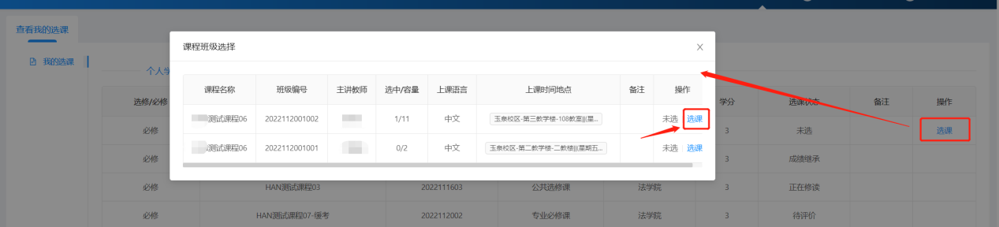 查看我的选课
我的选课
个人学
课程班级选择
X
课程名称 班级编号 主讲教师 选中/容量 上课语言 上课时间地点 备注 操作
测试课程06 2022112001002 1/11 中文 玉泉校区-第三教学楼-108教室||(星... 未选 选课
测试课程06 2022112001001 0/2 中文 玉泉校区-第二教学楼-二教楼||(星期五... 未选 选课
选修/必修 学分 选课状态 备注 操作
必修 3 未选 选课
必修 3 成绩继承
必修 HAN测试课程03 2022111603 公共选修课 法学院 3 正在修读
必修 HAN测试课程07-缓考 2022112002 专业必修课 法学院 3 待评价